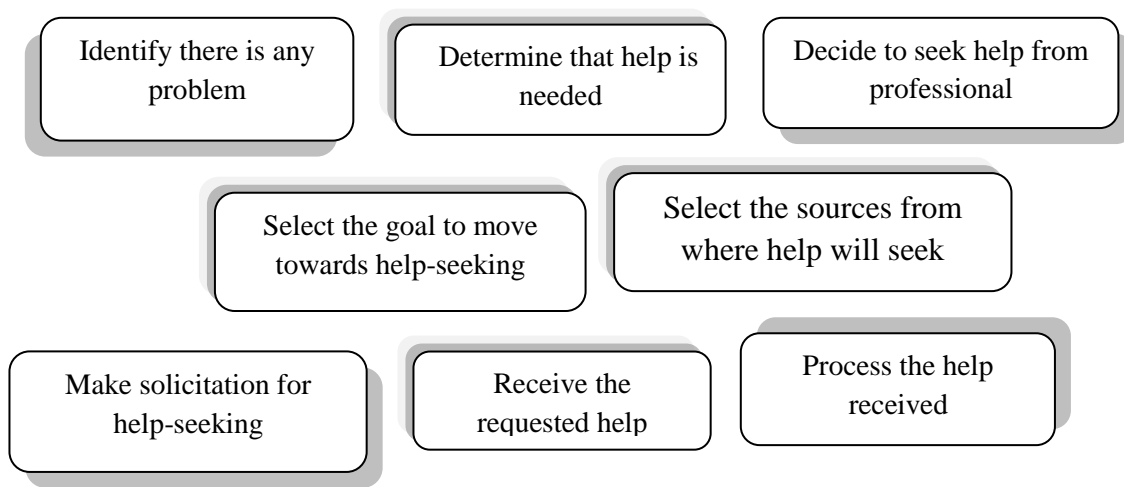 Identify there is any
problem
Determine that help is
needed
Decide to seek help from
professional
Select the goal to move
towards help-seeking
Select the sources from
where help will seek
Make solicitation for
help-seeking
Receive the
requested help
Process the help
received